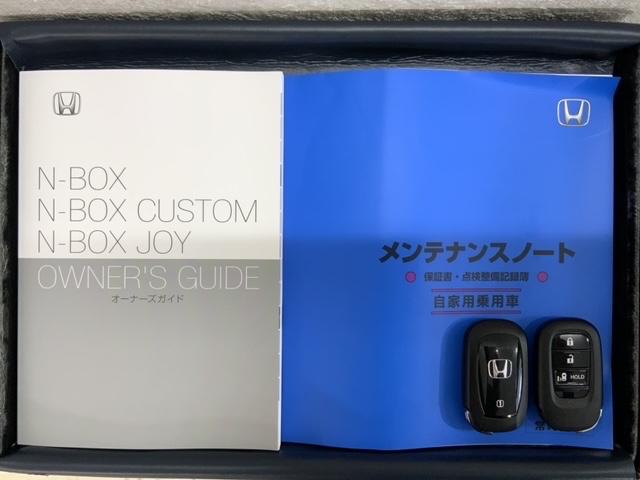 N-BOX
N-BOX CUSTOM
N-BOX JOY
OWNER'S GUIDE
オーナーズガイド
メンテナンスノート
保証書・点検整備記録簿
自家用乗用車
HOLD
1